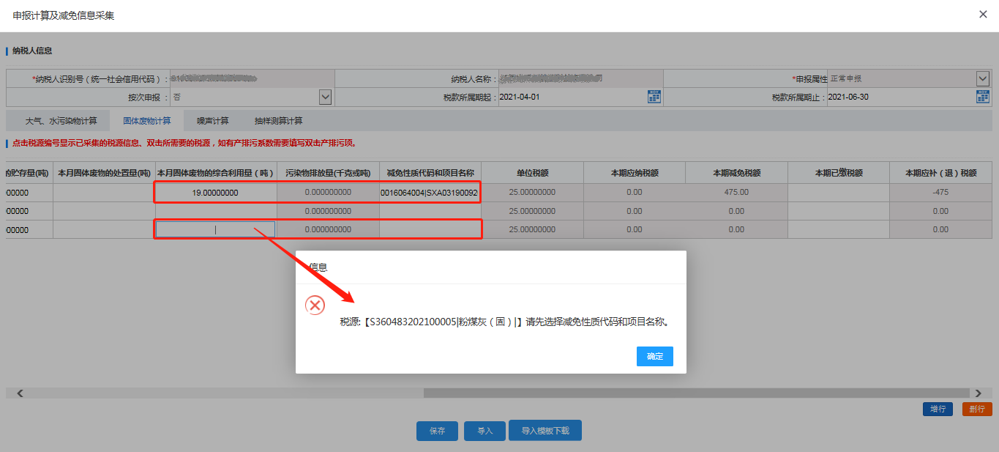 申报计算及减免信息采集
纳税人信息
*纳税人识别号（统一社会信用代码）：
纳税人名称：
*申报属性 正常申报
按次申报 ： 否
税款所属期起： 2021-04-01
税款所属期止： 2021-06-30
大气、水污染物计算 固体废物计算 噪声计算 抽样测算计算
点击税源编号显示已采集的税源信息、双击所需要的税源，如有产排污系数需要填写双击产排污项。
的贮存量(吨) 本月固体废物的处置量(吨) 本月固体废物的综合利用量（吨） 污染物排放量(千克或吨) 减免性质代码和项目名称 单位税额 本期应纳税额 本期减免税额 本期已缴税额 本期应补（退）税额
00000 19.00000000 0.000000000 0016064004|SXA03190092 25.00000000 0.00 475.00 -475
00000 0.000000000 25.00000000 0.00 0.00 0.00
00000 0.000000000 25.00000000 0.00 0.00 0.00
信息
税源:【S360483202100005|粉煤灰（固）|】请先选择减免性质代码和项目名称。
确定
增行 删行
保存 导入 导入模板下载